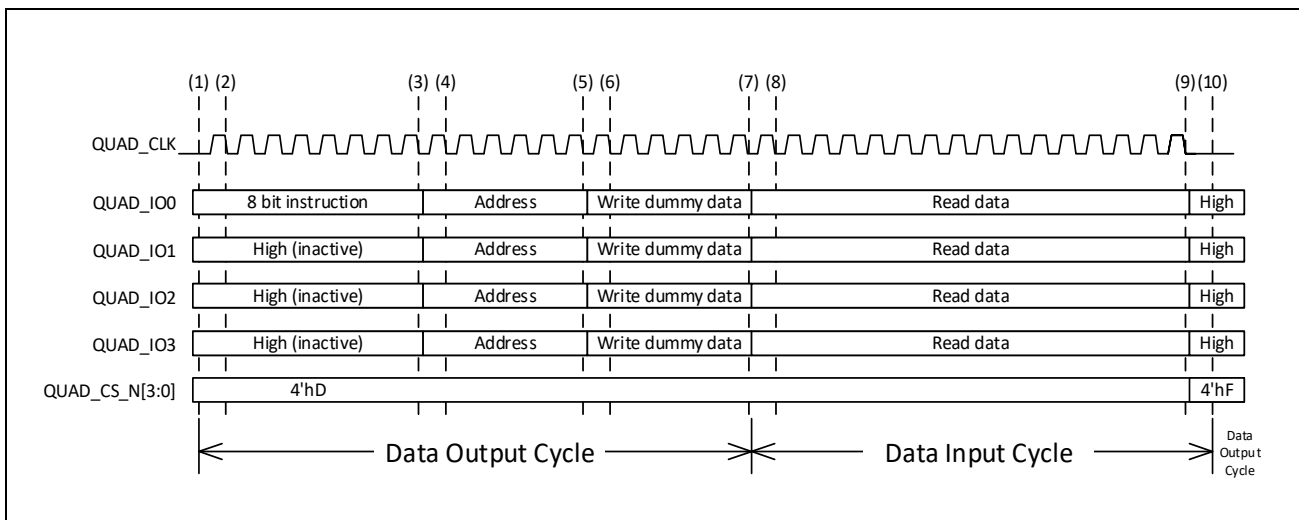 (1) (2) (3) (4) (5) (6) (7) (8) (9) (10)
QUAD_CLK
QUAD_IO0 8 bit instruction Address Write dummy data Read data High
QUAD_IO1 High (inactive) Address Write dummy data Read data High
QUAD_IO2 High (inactive) Address Write dummy data Read data High
QUAD_IO3 High (inactive) Address Write dummy data Read data High
QUAD_CS_N[3:0] 4'hD 4'hF
Data Output Cycle Data Input Cycle
Data
Output
Cycle